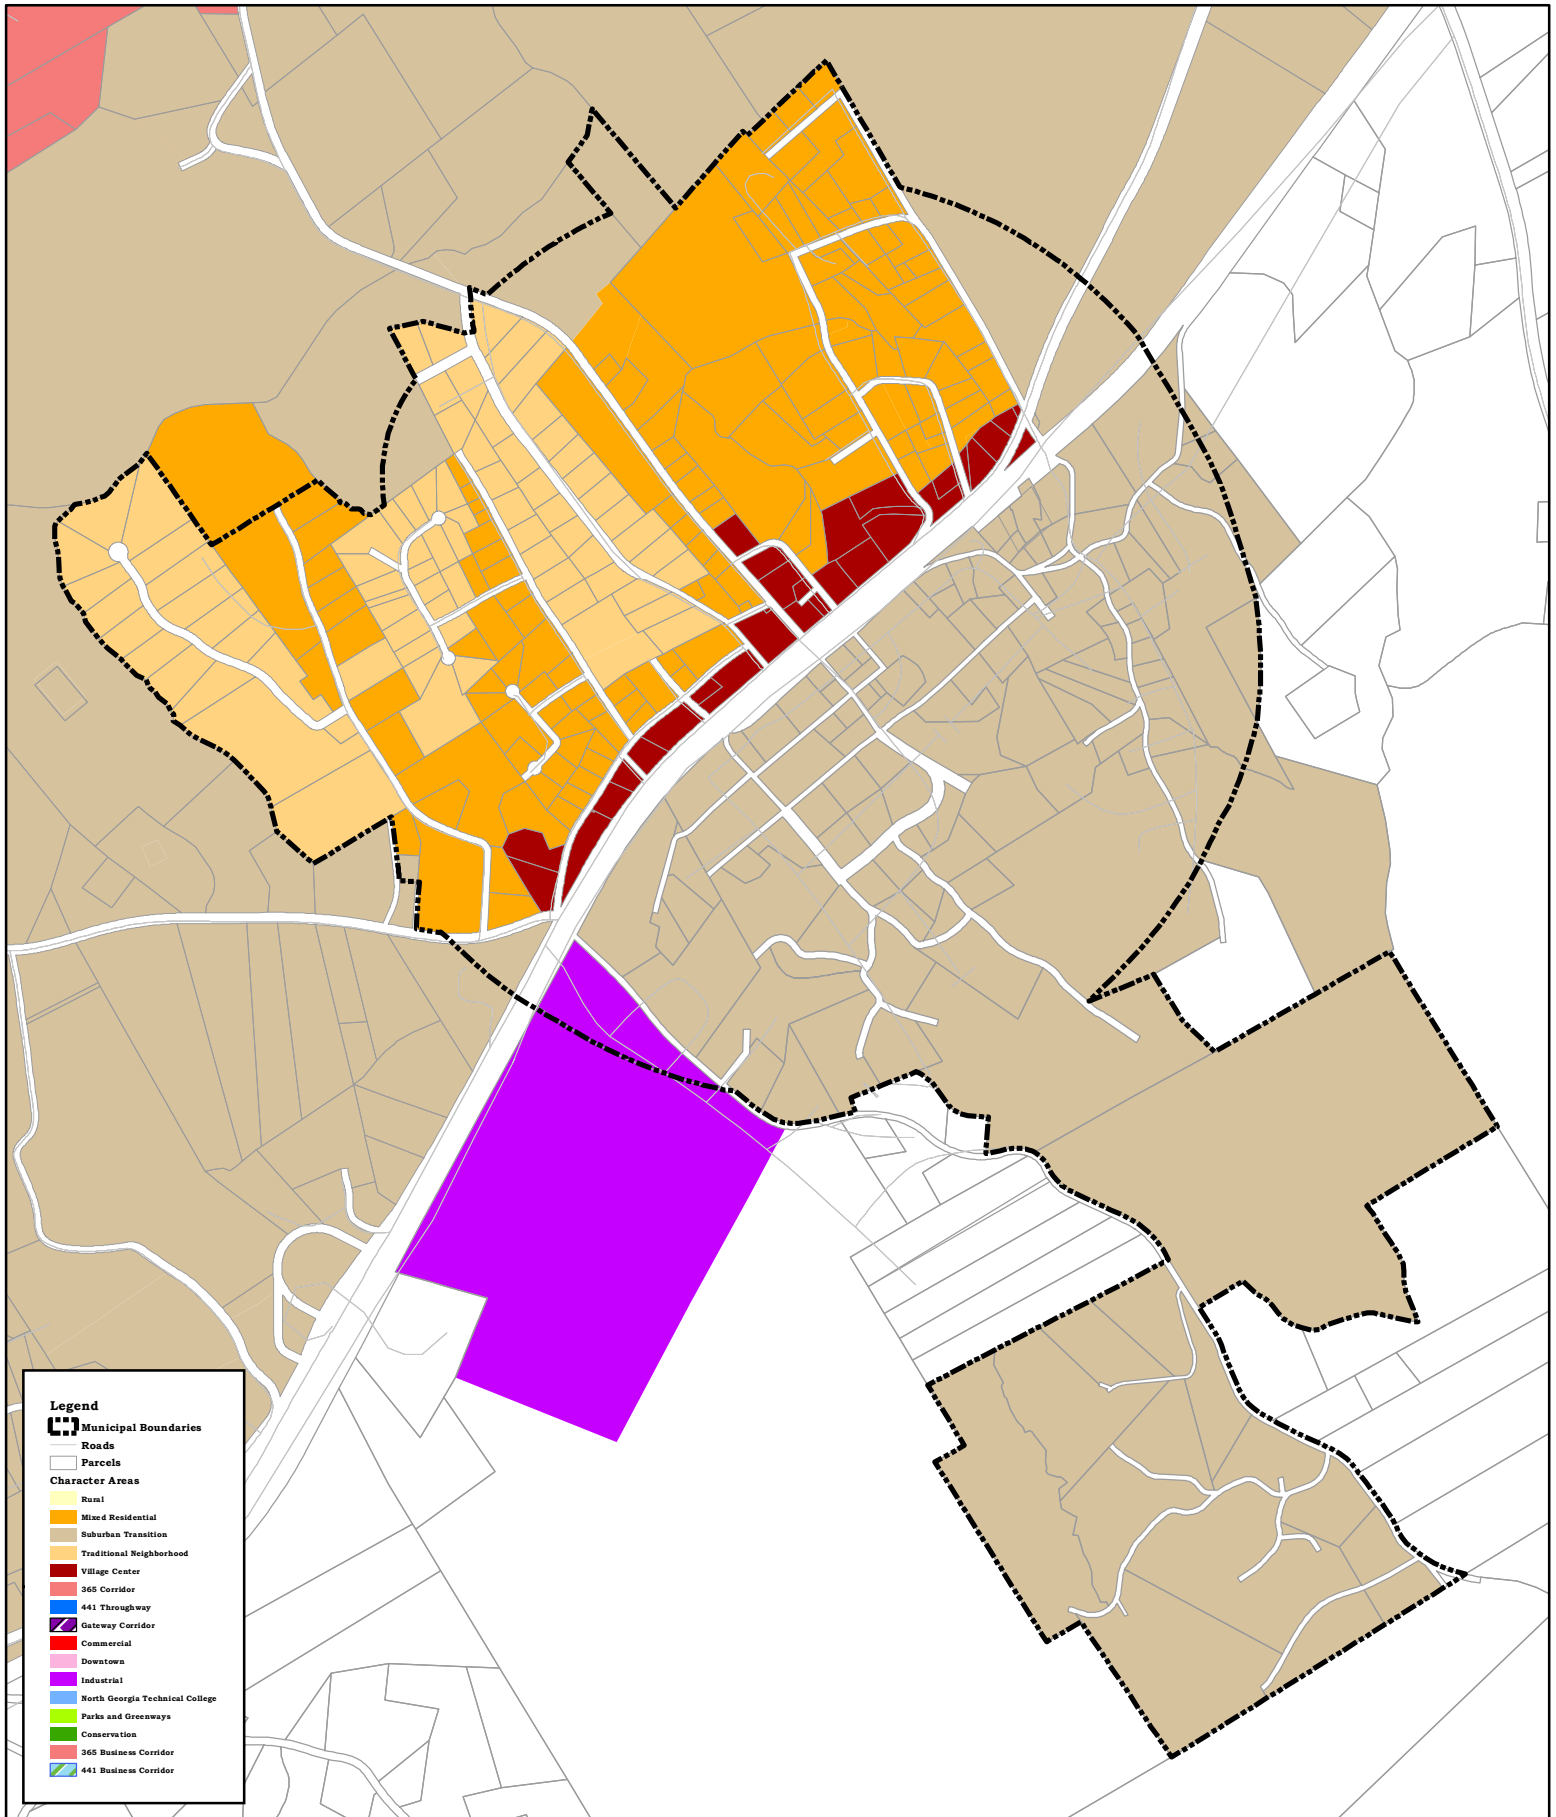 Legend
Municipal Boundaries
Roads
Parcels
Character Areas
Rural
Mixed Residential
Suburban Transition
Traditional Neighborhood
Village Center
365 Corridor
441 Throughway
Gateway Corridor
Commercial
Downtown
Industrial
North Georgia Technical College
Parks and Greenways
Conservation
365 Business Corridor
441 Business Corridor